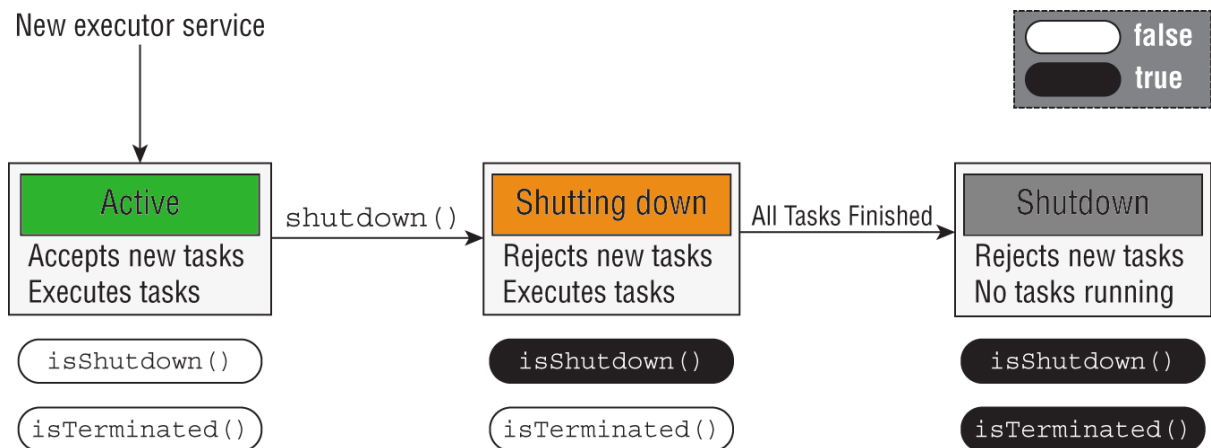 New executor service
false
true
Active
Accepts new tasks
Executes tasks
shutdown()
Shutting down
Rejects new tasks
Executes tasks
All Tasks Finished
Shutdown
Rejects new tasks
No tasks running
isShutdown()
isShutdown()
isShutdown()
isTerminated()
isTerminated()
isTerminated()